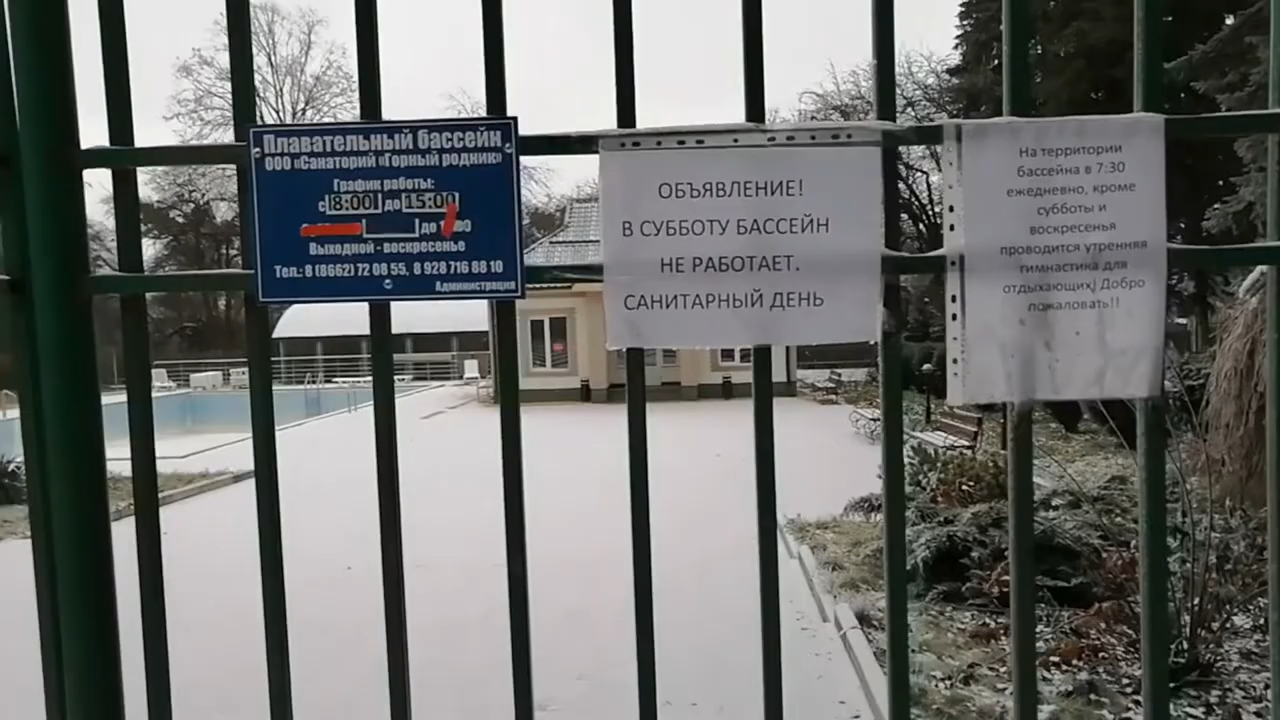 Плавательный бассейн
ООО «Санаторий «Горный родник»
График работы:
с 8:00 до 15:00
до
Выходной - воскресенье
Тел.: 8 (8662) 72 08 55, 8 928 716 88 10
Администрация
ОБЪЯВЛЕНИЕ!
В СУББОТУ БАССЕЙН
НЕ РАБОТАЕТ.
САНИТАРНЫЙ ДЕНЬ
На территории
бассейна в 7:30
ежедневно, кроме
субботы и
воскресенья
проводится утренняя
гимнастика для
отдыхающих) Добро
пожаловать!!